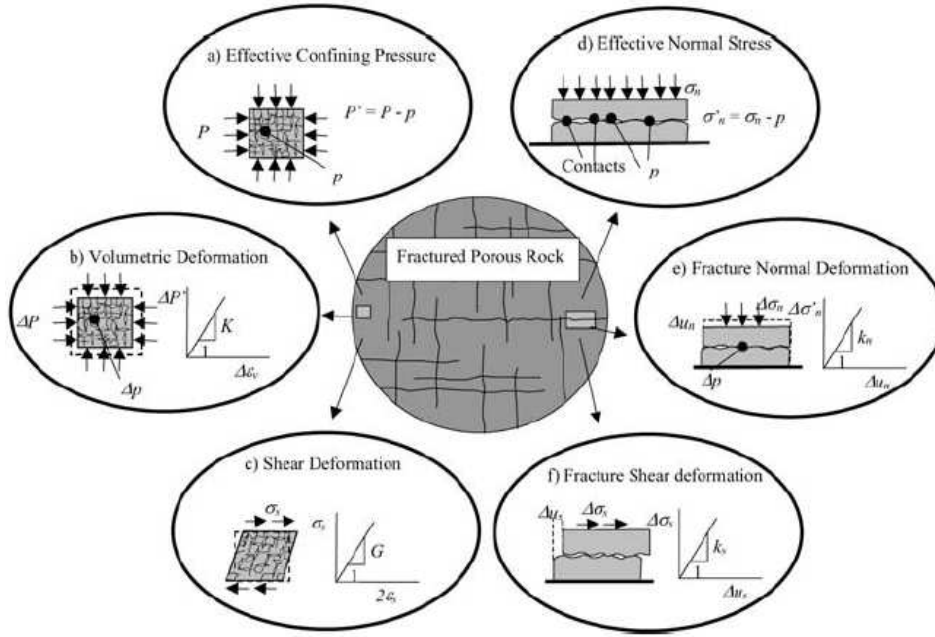 a) Effective Confining Pressure
P
P' = P - p
p
d) Effective Normal Stress
σn
σ'n = σn - p
Contacts
p
Fractured Porous Rock
b) Volumetric Deformation
ΔP
ΔP'
K
1
Δp
Δεv
e) Fracture Normal Deformation
Δun
Δσn
Δσ'n
kn
1
Δp
Δun
c) Shear Deformation
σs
σs
G
1
2εs
f) Fracture Shear deformation
Δus
Δσs
Δσs
ks
1
Δus